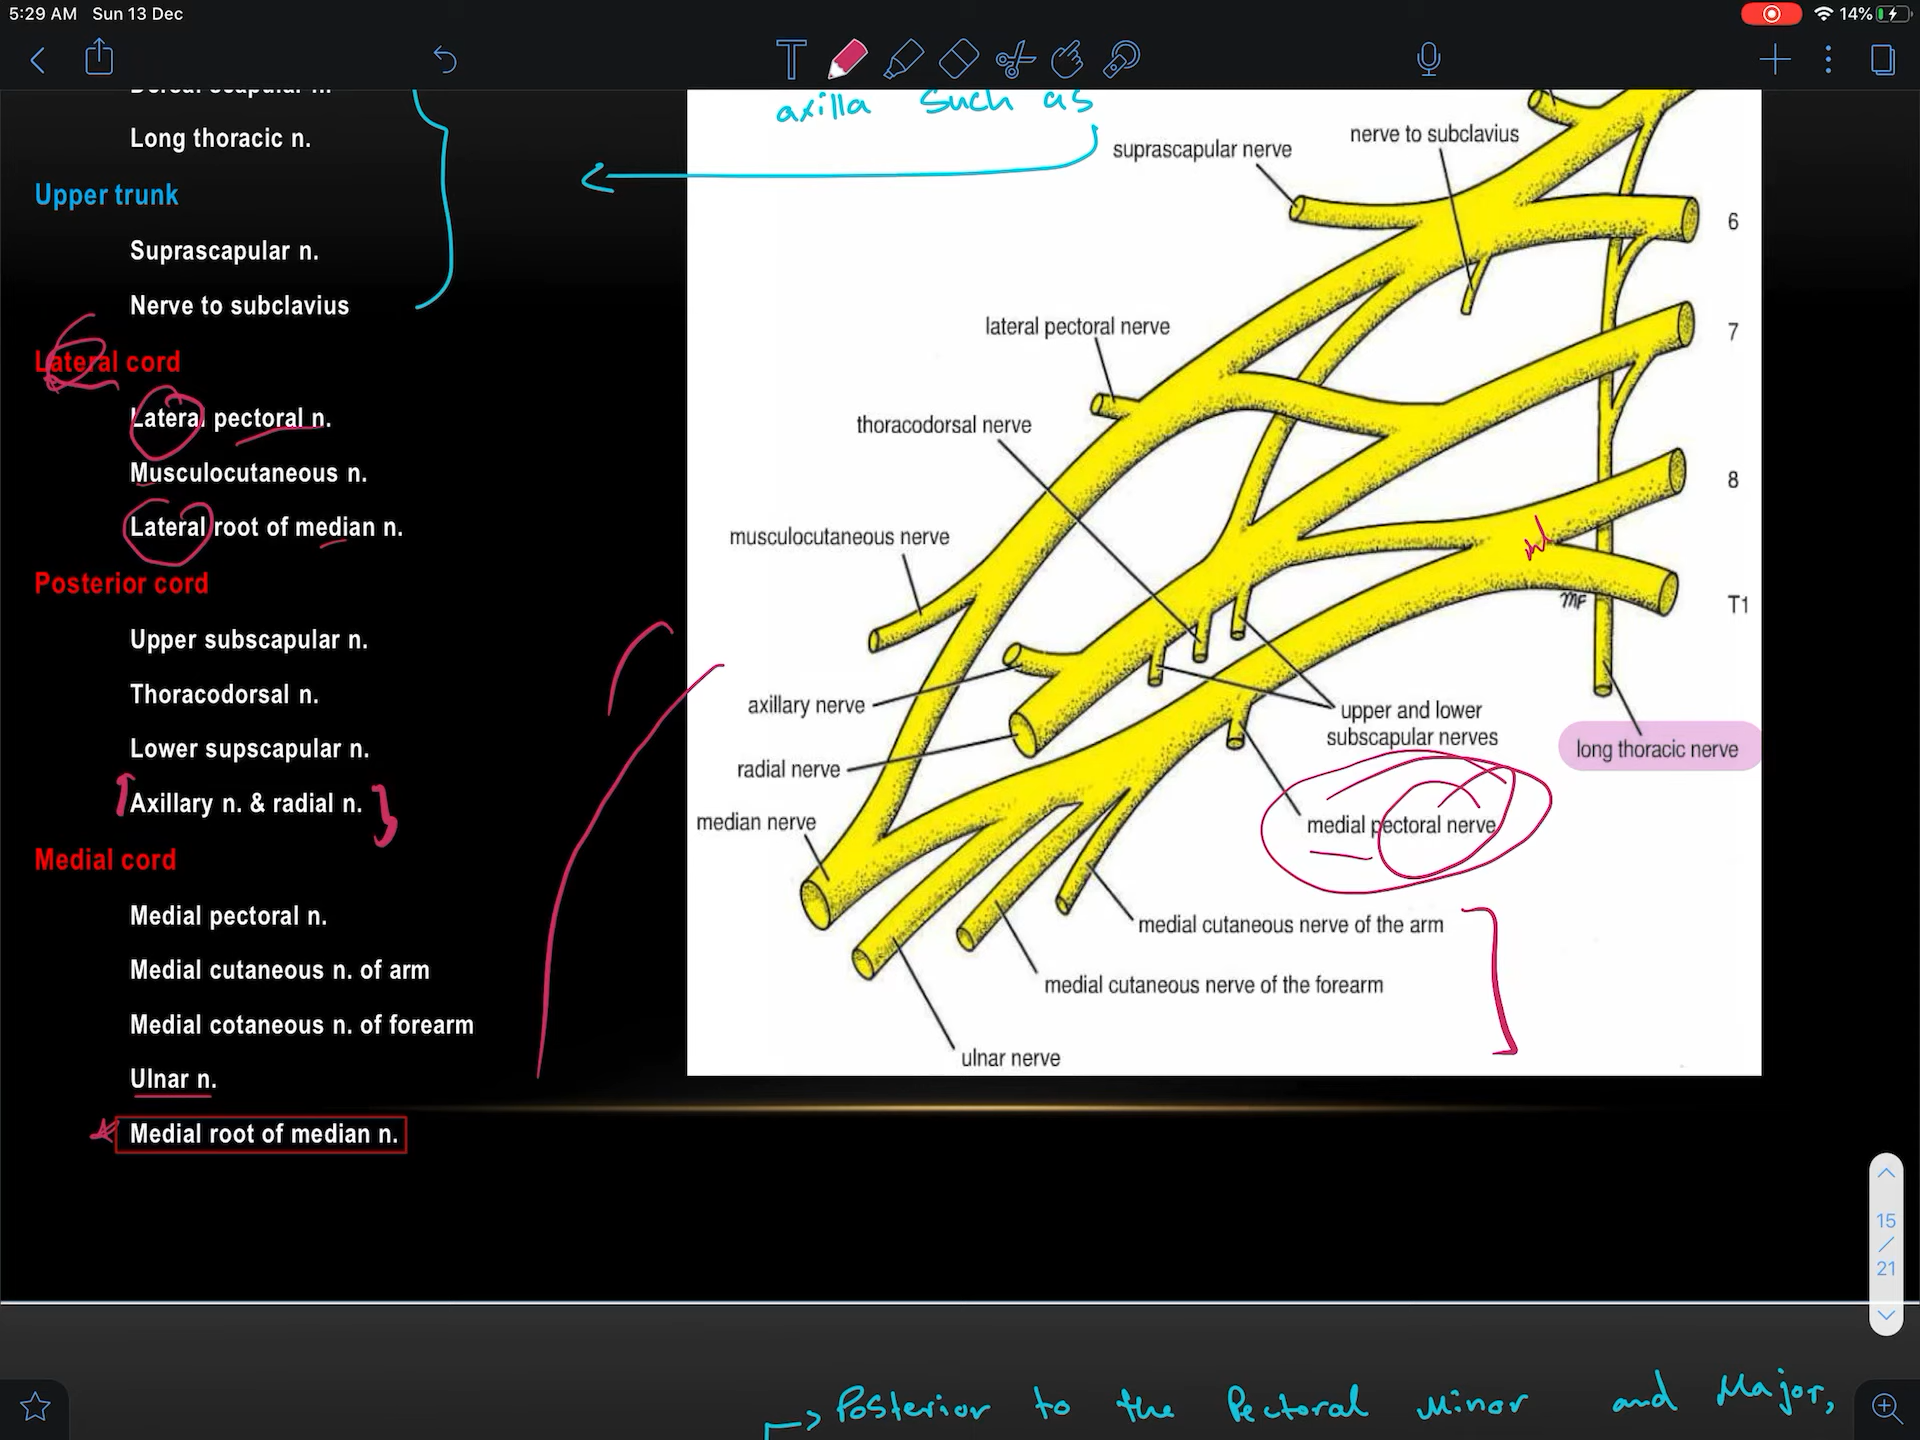 5:29 AM Sun 13 Dec
14%
axilla such as
Long thoracic n.
Upper trunk
Suprascapular n.
Nerve to subclavius
Lateral cord
Lateral pectoral n.
Musculocutaneous n.
Lateral root of median n.
Posterior cord
Upper subscapular n.
Thoracodorsal n.
Lower supscapular n.
Axillary n. & radial n.
Medial cord
Medial pectoral n.
Medial cutaneous n. of arm
Medial cotaneous n. of forearm
Ulnar n.
Medial root of median n.
suprascapular nerve
nerve to subclavius
6
lateral pectoral nerve
7
thoracodorsal nerve
8
musculocutaneous nerve
MF
T1
axillary nerve
upper and lower
subscapular nerves
long thoracic nerve
radial nerve
median nerve
medial pectoral nerve
medial cutaneous nerve of the arm
medial cutaneous nerve of the forearm
ulnar nerve
15
/
21
Posterior to the Pectoral Minor and Major,